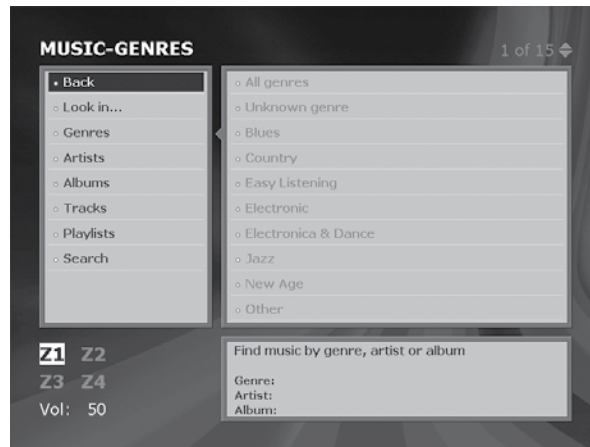 MUSIC-GENRES
1 of 15
Back
Look in...
Genres
Artists
Albums
Tracks
Playlists
Search
All genres
Unknown genre
Blues
Country
Easy Listening
Electronic
Electronica & Dance
Jazz
New Age
Other
Z1 Z2
Z3 Z4
Vol: 50
Find music by genre, artist or album
Genre:
Artist:
Album: